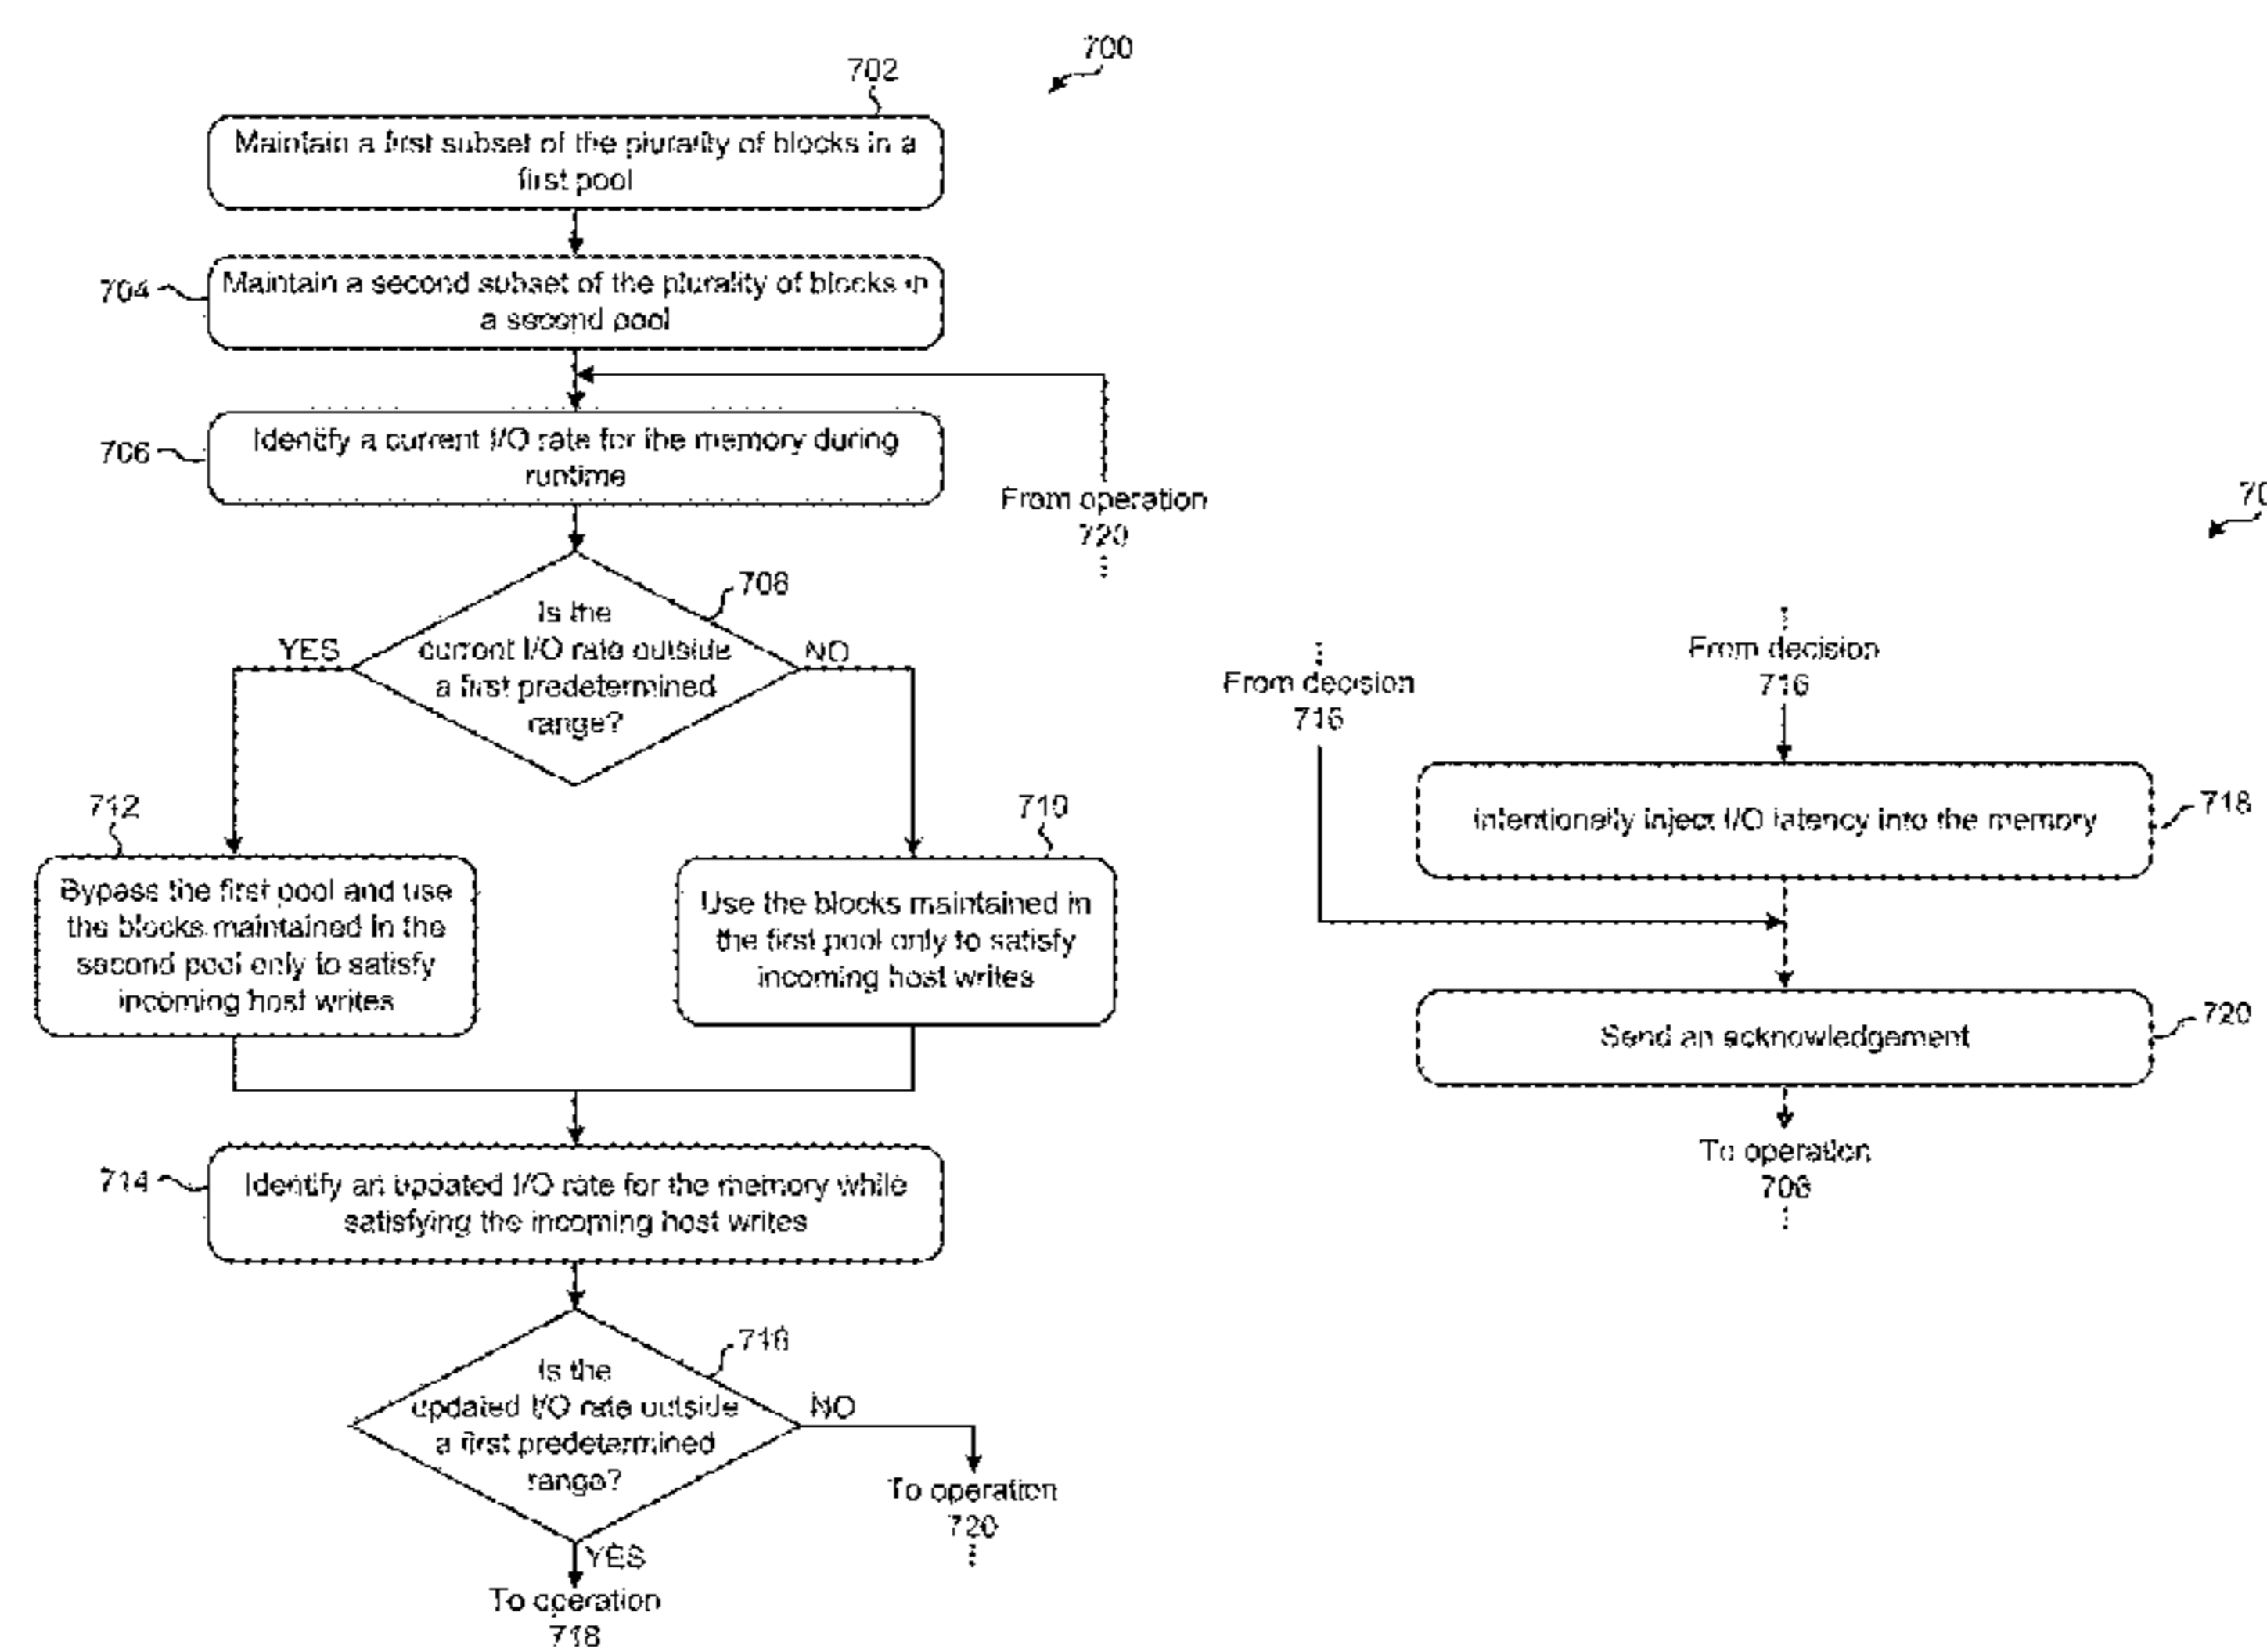 700
702
Maintain a first subset of the plurality of blocks in a
first pool
704
Maintain a second subset of the plurality of blocks in
a second pool
706
Identify a current I/O rate for the memory during
runtime
From operation
720
708
Is the
current I/O rate outside
a first predetermined
range?
YES
NO
712
Bypass the first pool and use
the blocks maintained in the
second pool only to satisfy
incoming host writes
710
Use the blocks maintained in
the first pool only to satisfy
incoming host writes
714
Identify an updated I/O rate for the memory while
satisfying the incoming host writes
716
Is the
updated I/O rate outside
a first predetermined
range?
NO
To operation
720
YES
To operation
718
70
From decision
716
From decision
716
Intentionally inject I/O latency into the memory
718
Send an acknowledgement
720
To operation
706